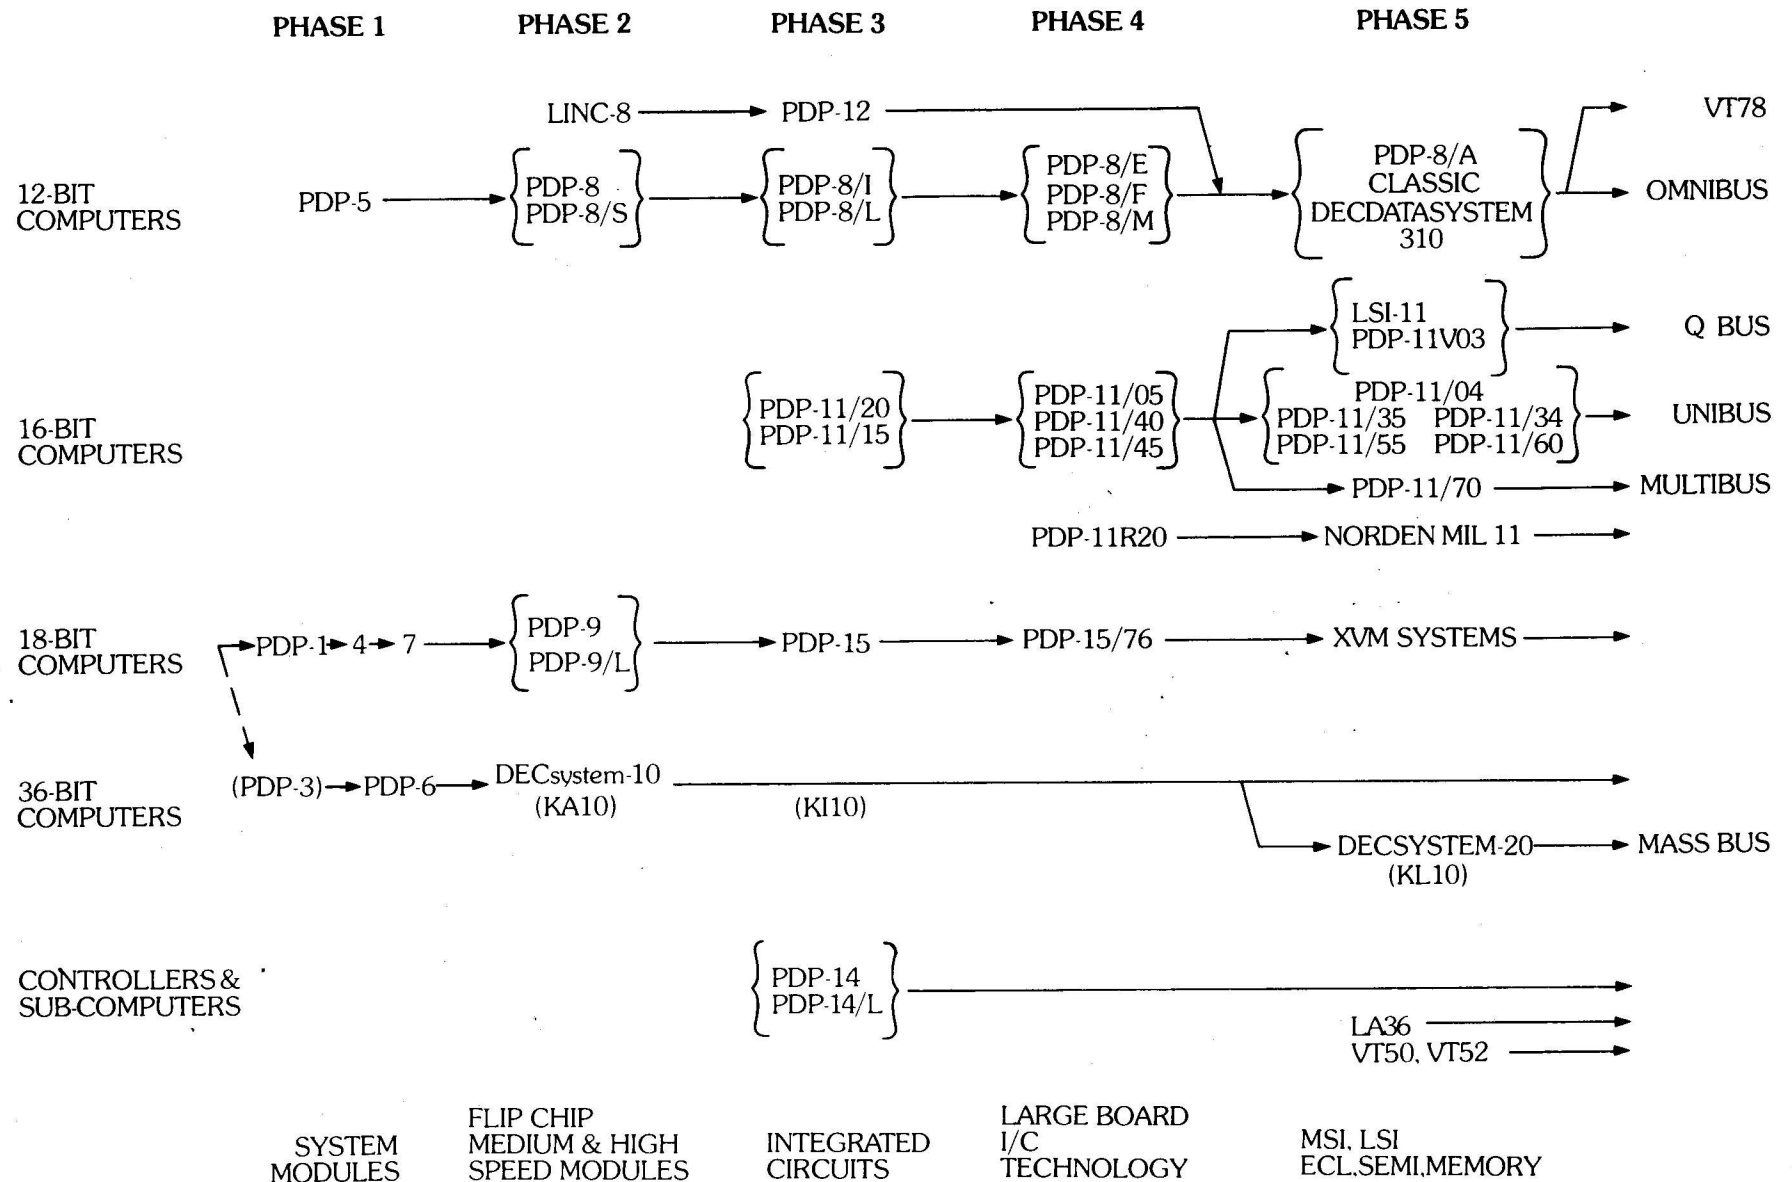 PHASE 1 PHASE 2 PHASE 3 PHASE 4 PHASE 5
LINC-8 PDP-12 VT78
12-BIT
COMPUTERS
PDP-5
PDP-8
PDP-8/S
PDP-8/I
PDP-8/L
PDP-8/E
PDP-8/F
PDP-8/M
PDP-8/A
CLASSIC
DECDATASYSTEM
310
OMNIBUS
LSI-11
PDP-11V03
Q BUS
16-BIT
COMPUTERS
PDP-11/20
PDP-11/15
PDP-11/05
PDP-11/40
PDP-11/45
PDP-11/04
PDP-11/35 PDP-11/34
PDP-11/55 PDP-11/60
UNIBUS
PDP-11/70 MULTIBUS
PDP-11R20 NORDEN MIL 11
18-BIT
COMPUTERS
PDP-1 4 7
PDP-9
PDP-9/L
PDP-15 PDP-15/76 XVM SYSTEMS
36-BIT
COMPUTERS
(PDP-3) PDP-6
DECsystem-10
(KA10)
(KI10)
DECSYSTEM-20
(KL10)
MASS BUS
CONTROLLERS &
SUB-COMPUTERS
PDP-14
PDP-14/L
LA36
VT50, VT52
SYSTEM
MODULES
FLIP CHIP
MEDIUM & HIGH
SPEED MODULES
INTEGRATED
CIRCUITS
LARGE BOARD
I/C
TECHNOLOGY
MSI, LSI
ECL,SEMI,MEMORY